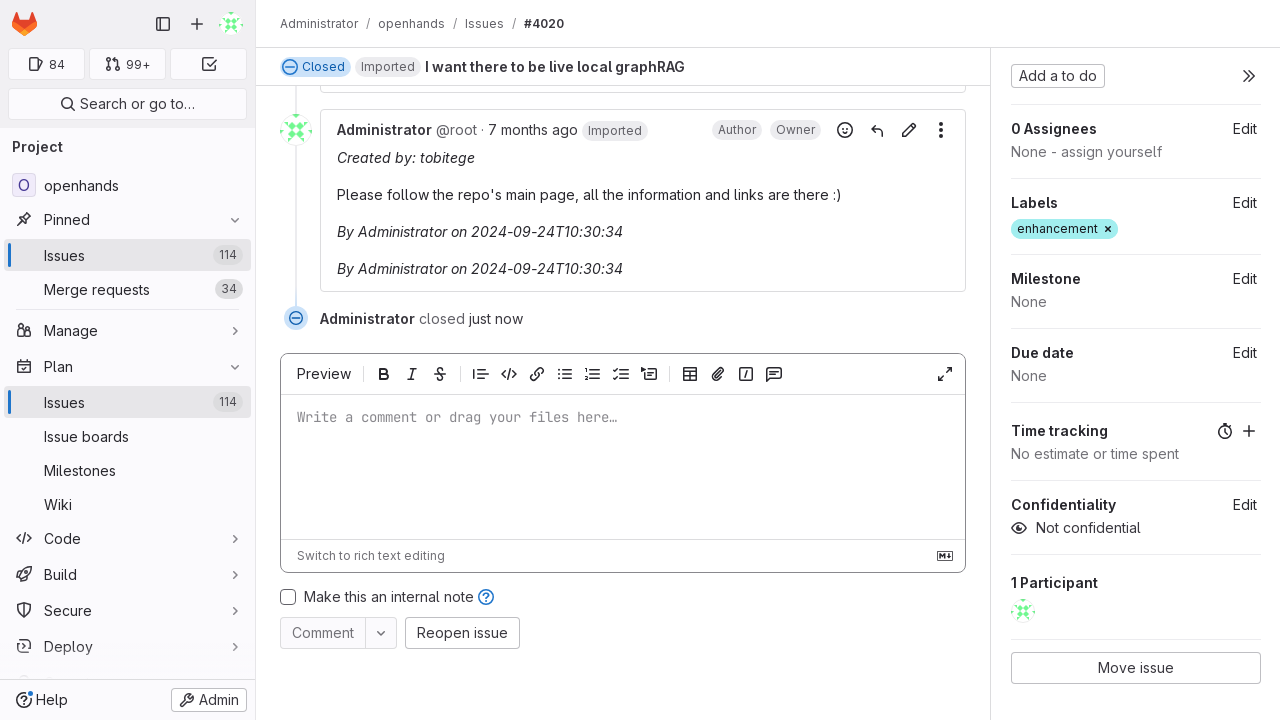 Administrator / openhands / Issues / #4020
84
99+
Search or go to…
Project
O openhands
Pinned
Issues 114
Merge requests 34
Manage
Plan
Issues 114
Issue boards
Milestones
Wiki
Code
Build
Secure
Deploy
Help
Admin
Closed Imported I want there to be live local graphRAG
Administrator @root · 7 months ago Imported Author Owner
Created by: tobitege
Please follow the repo's main page, all the information and links are there :)
By Administrator on 2024-09-24T10:30:34
By Administrator on 2024-09-24T10:30:34
Administrator closed just now
Preview
Write a comment or drag your files here…
Switch to rich text editing
Make this an internal note
Comment
Reopen issue
Add a to do
0 Assignees Edit
None - assign yourself
Labels Edit
enhancement ×
Milestone Edit
None
Due date Edit
None
Time tracking
No estimate or time spent
Confidentiality Edit
Not confidential
1 Participant
Move issue